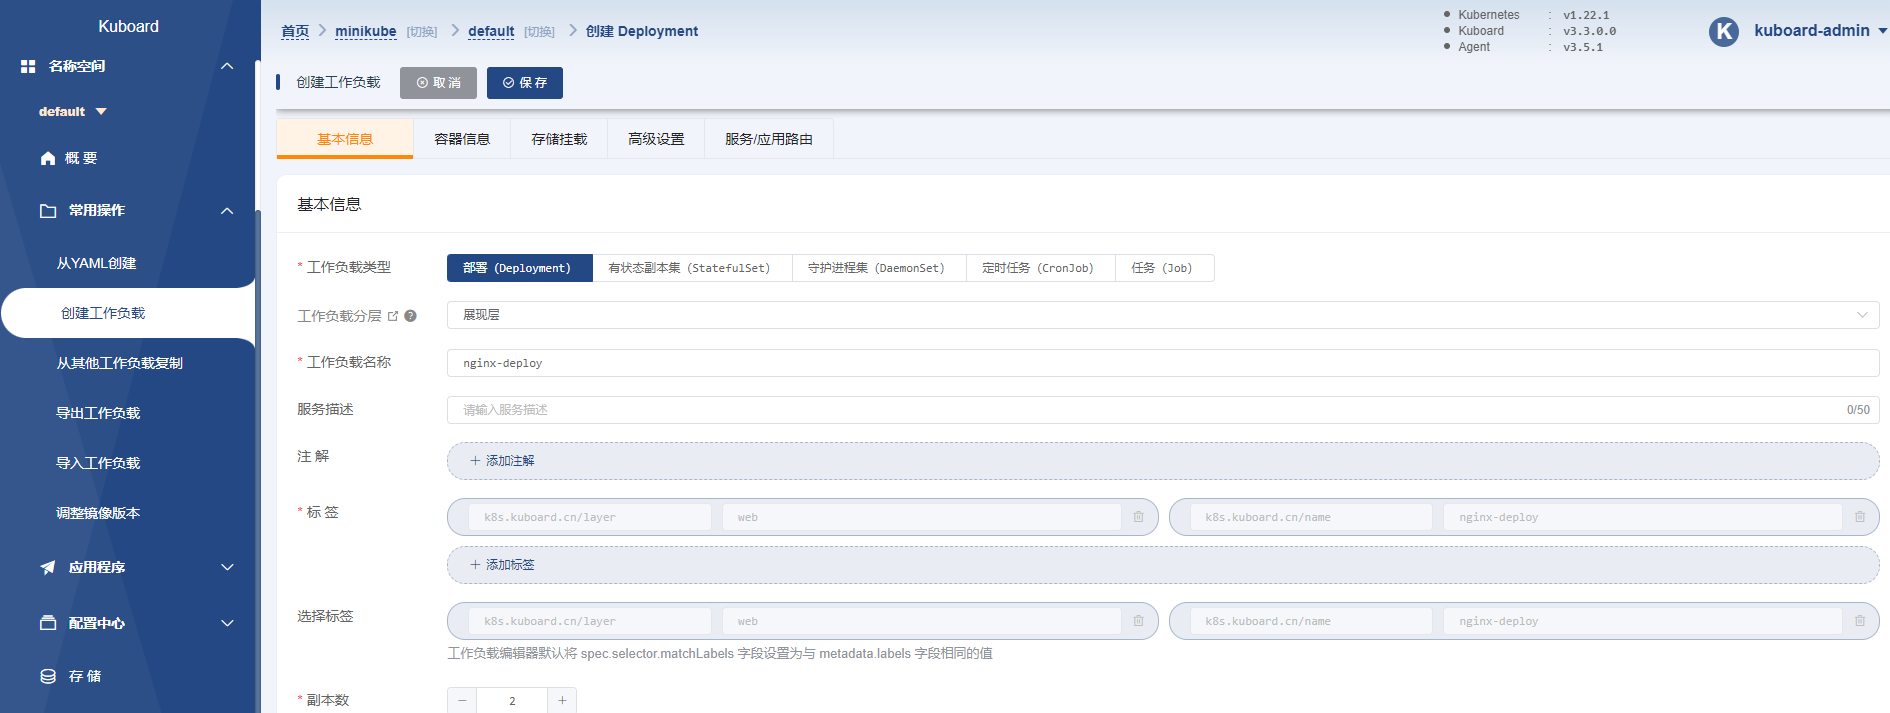 Kuboard
名称空间
default
概 要
常用操作
从YAML创建
创建工作负载
从其他工作负载复制
导出工作负载
导入工作负载
调整镜像版本
应用程序
配置中心
存 储
首页 minikube [切换] default [切换] 创建 Deployment
Kubernetes : v1.22.1
Kuboard : v3.3.0.0
Agent : v3.5.1
K kuboard-admin
创建工作负载 取 消 保 存
基本信息 容器信息 存储挂载 高级设置 服务/应用路由
基本信息
* 工作负载类型 部署 (Deployment) 有状态副本集 (StatefulSet) 守护进程集 (DaemonSet) 定时任务 (CronJob) 任务 (Job)
工作负载分层 ? 展现层
* 工作负载名称 nginx-deploy
服务描述 请输入服务描述 0/50
注 解 + 添加注解
* 标 签 k8s.kuboard.cn/layer web k8s.kuboard.cn/name nginx-deploy
+ 添加标签
选择标签 k8s.kuboard.cn/layer web k8s.kuboard.cn/name nginx-deploy
工作负载编辑器默认将 spec.selector.matchLabels 字段设置为与 metadata.labels 字段相同的值
* 副本数 − 2 +